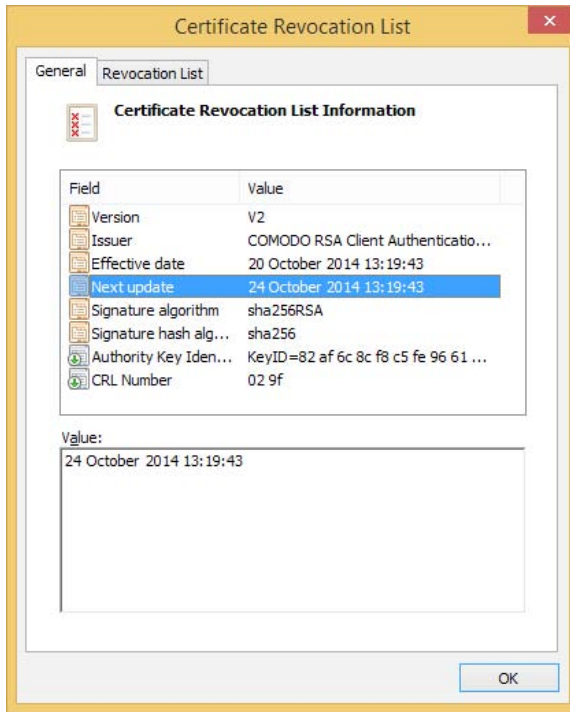 Certificate Revocation List
General Revocation List
Certificate Revocation List Information
Field Value
Version V2
Issuer COMODO RSA Client Authenticatio...
Effective date 20 October 2014 13:19:43
Next update 24 October 2014 13:19:43
Signature algorithm sha256RSA
Signature hash alg... sha256
Authority Key Iden... KeyID=82 af 6c 8c f8 c5 fe 96 61 ...
CRL Number 02 9f
Value:
24 October 2014 13:19:43
OK